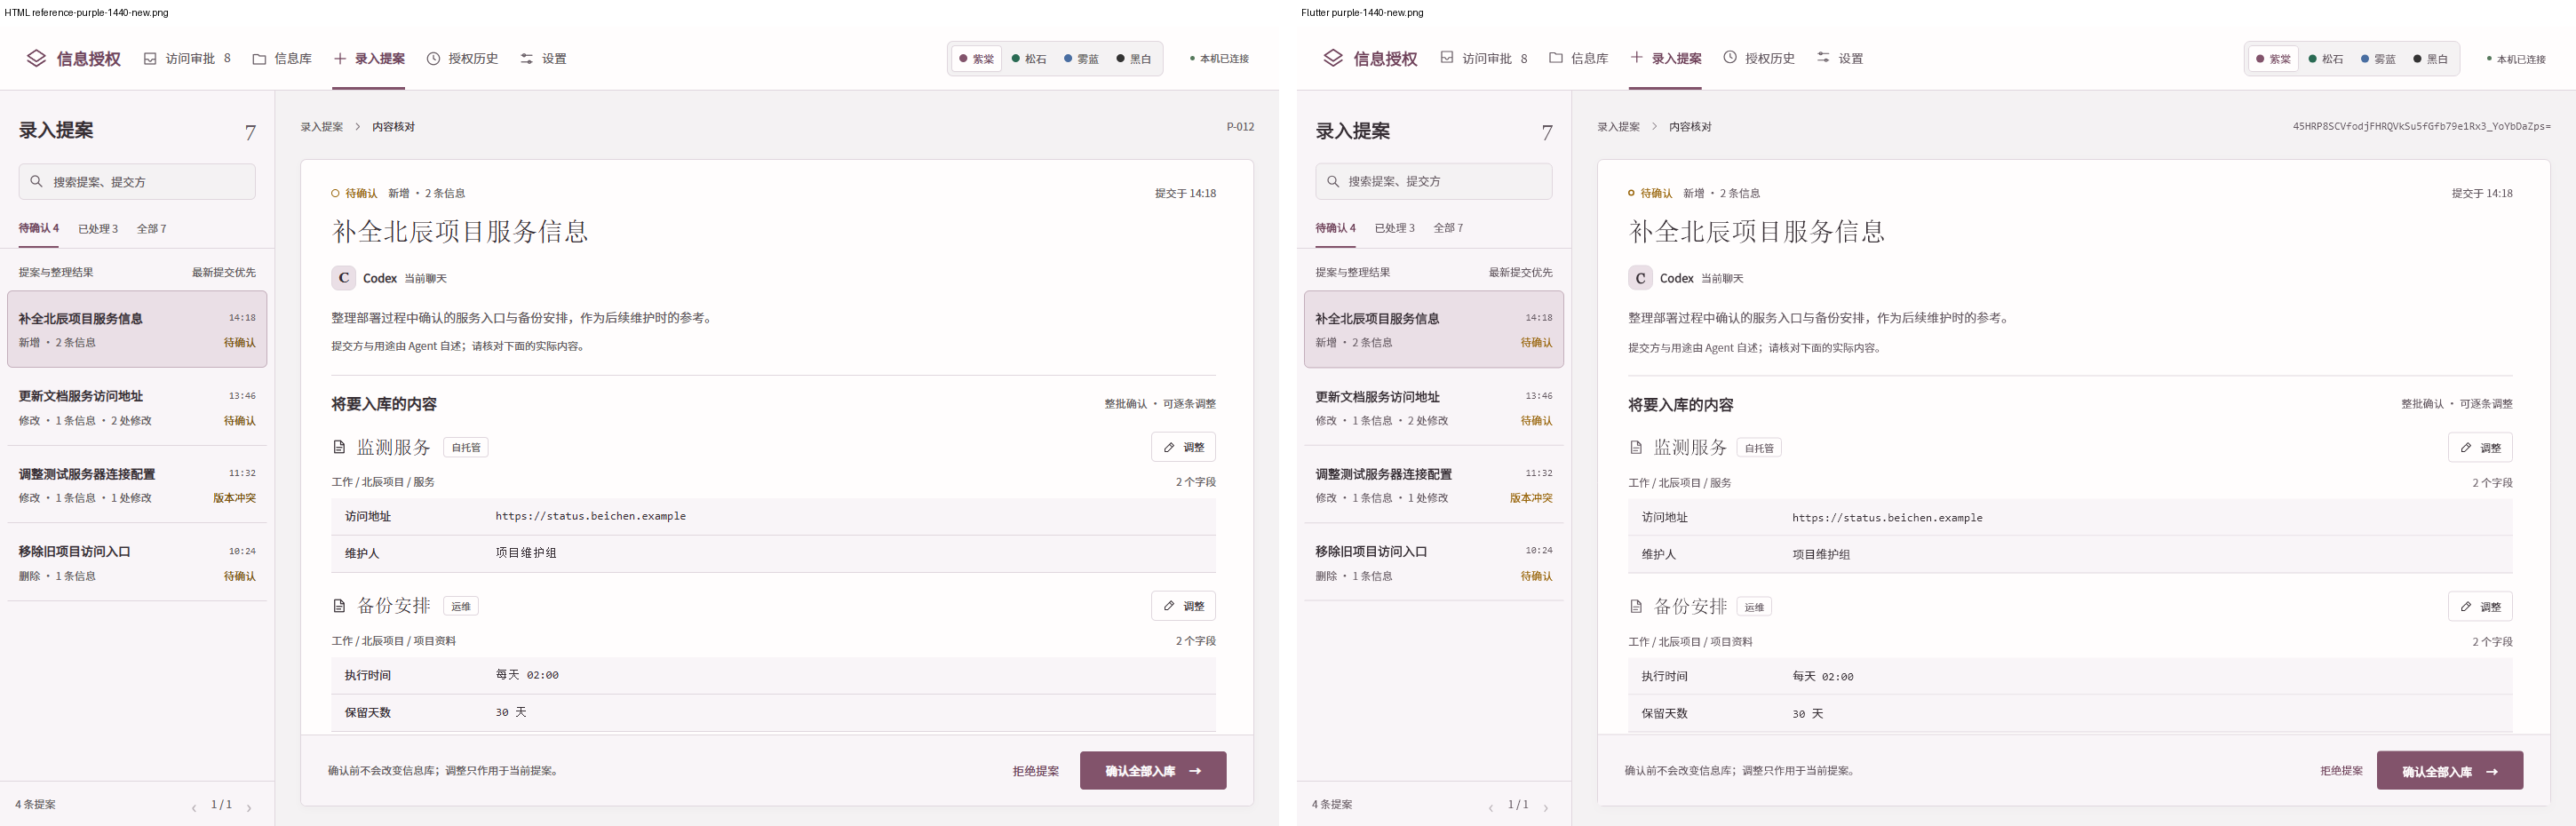 HTML reference-purple-1440-new.png
信息授权 访问审批 8 信息库 录入提案 授权历史 设置 紫棠 松石 雾蓝 黑白 本机已连接
录入提案 7
搜索提案、提交方
待确认 4 已处理 3 全部 7
提案与整理结果 最新提交优先
补全北辰项目服务信息 14:18
新增 · 2 条信息 待确认
更新文档服务访问地址 13:46
修改 · 1 条信息 · 2 处修改 待确认
调整测试服务器连接配置 11:32
修改 · 1 条信息 · 1 处修改 版本冲突
移除旧项目访问入口 10:24
删除 · 1 条信息 待确认
4 条提案 ‹ 1 / 1 ›
录入提案 › 内容核对 P-012
待确认 新增 · 2 条信息 提交于 14:18
补全北辰项目服务信息
C Codex 当前聊天
整理部署过程中确认的服务入口与备份安排，作为后续维护时的参考。
提交方与用途由 Agent 自述；请核对下面的实际内容。
将要入库的内容 整批确认 · 可逐条调整
监测服务 自托管 调整
工作 / 北辰项目 / 服务 2 个字段
访问地址 https://status.beichen.example
维护人 项目维护组
备份安排 运维 调整
工作 / 北辰项目 / 项目资料 2 个字段
执行时间 每天 02:00
保留天数 30 天
确认前不会改变信息库；调整只作用于当前提案。 拒绝提案 确认全部入库 →
Flutter purple-1440-new.png
信息授权 访问审批 8 信息库 录入提案 授权历史 设置 紫棠 松石 雾蓝 黑白 本机已连接
录入提案 7
搜索提案、提交方
待确认 4 已处理 3 全部 7
提案与整理结果 最新提交优先
补全北辰项目服务信息 14:18
新增 · 2 条信息 待确认
更新文档服务访问地址 13:46
修改 · 1 条信息 · 2 处修改 待确认
调整测试服务器连接配置 11:32
修改 · 1 条信息 · 1 处修改 版本冲突
移除旧项目访问入口 10:24
删除 · 1 条信息 待确认
4 条提案 ‹ 1 / 1 ›
录入提案 › 内容核对 45HRP8SCVfodjFHRQVkSu5fGfb79e1Rx3_YoYbDaZps=
待确认 新增 · 2 条信息 提交于 14:18
补全北辰项目服务信息
C Codex 当前聊天
整理部署过程中确认的服务入口与备份安排，作为后续维护时的参考。
提交方与用途由 Agent 自述；请核对下面的实际内容。
将要入库的内容 整批确认 · 可逐条调整
监测服务 自托管 调整
工作 / 北辰项目 / 服务 2 个字段
访问地址 https://status.beichen.example
维护人 项目维护组
备份安排 运维 调整
工作 / 北辰项目 / 项目资料 2 个字段
执行时间 每天 02:00
保留天数 30 天
确认前不会改变信息库；调整只作用于当前提案。 拒绝提案 确认全部入库 →